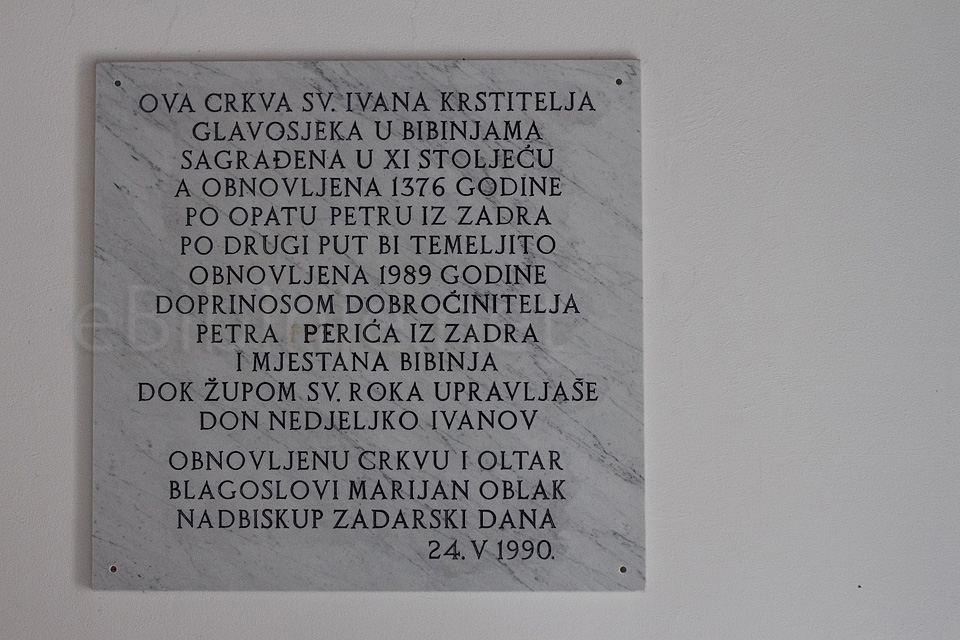 OVA CRKVA SV. IVANA KRSTITELJA
GLAVOSJEKA U BIBINJAMA
SAGRAĐENA U XI STOLJEĆU
A OBNOVLJENA 1376 GODINE
PO OPATU PETRU IZ ZADRA
PO DRUGI PUT BI TEMELJITO
OBNOVLJENA 1989 GODINE
DOPRINOSOM DOBROČINITELJA
PETRA PERIĆA IZ ZADRA
I MJEŠTANA BIBINJA
DOK ŽUPOM SV. ROKA UPRAVLJAŠE
DON NEDJELJKO IVANOV
OBNOVLJENU CRKVU I OLTAR
BLAGOSLOVI MARIJAN OBLAK
NADBISKUP ZADARSKI DANA
24. V 1990.